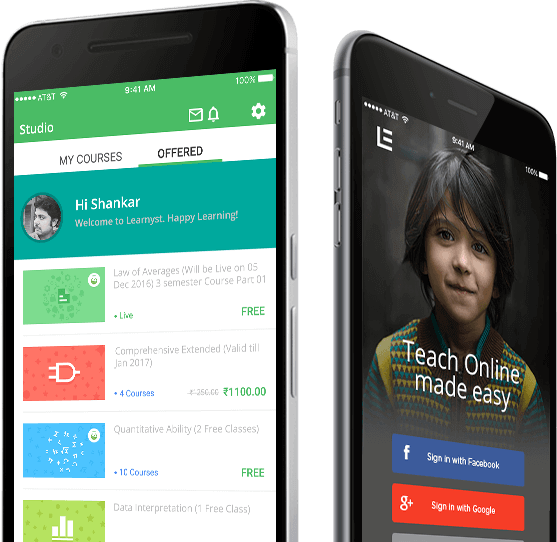 AT&T
9:41 AM
100%
Studio
MY COURSES
OFFERED
Hi Shankar
Welcome to Learnyst. Happy Learning!
Law of Averages (Will be Live on 05
Dec 2016) 3 semester Course Part 01
• Live
FREE
Comprehensive Extended (Valid till
Jan 2017)
+ 4 Courses
₹1100.00
Quantitative Ability (2 Free Classes)
+ 10 Courses
FREE
Data Interpretation (1 Free Class)
AT&T
9:41 AM
100%
LE
Teach Online
made easy
f Sign in with Facebook
g+ Sign in with Google